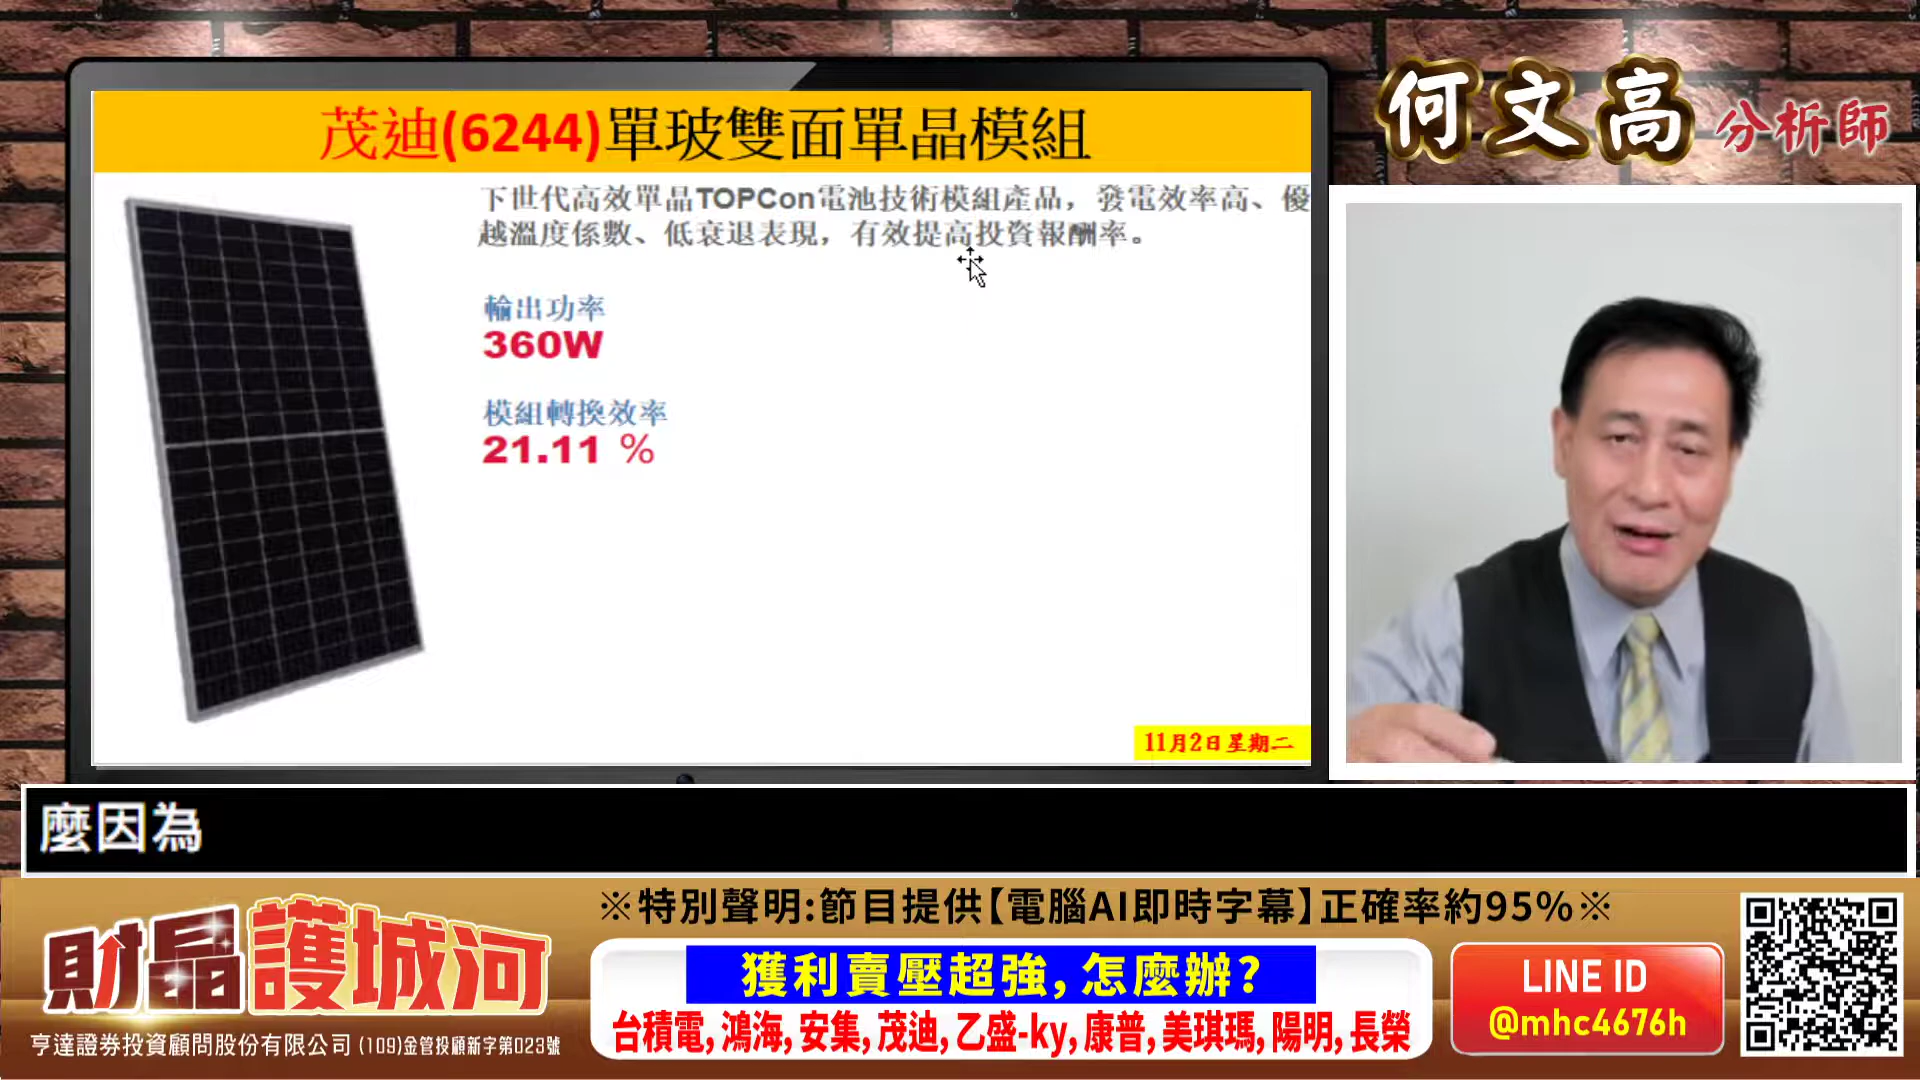 何文高 分析師
茂迪(6244)單玻雙面單晶模組
下世代高效單晶TOPCon電池技術模組產品，發電效率高、優
越溫度係數、低衰退表現，有效提高投資報酬率。
輸出功率
360W
模組轉換效率
21.11 %
11月2日星期二
麼因為
※特別聲明:節目提供【電腦AI即時字幕】正確率約95%※
財晶護城河
亨達證券投資顧問股份有限公司 (109)金管投顧新字第023號
獲利賣壓超強,怎麼辦?
台積電,鴻海,安集,茂迪,乙盛-ky,康普,美琪瑪,陽明,長榮
LINE ID
@mhc4676h